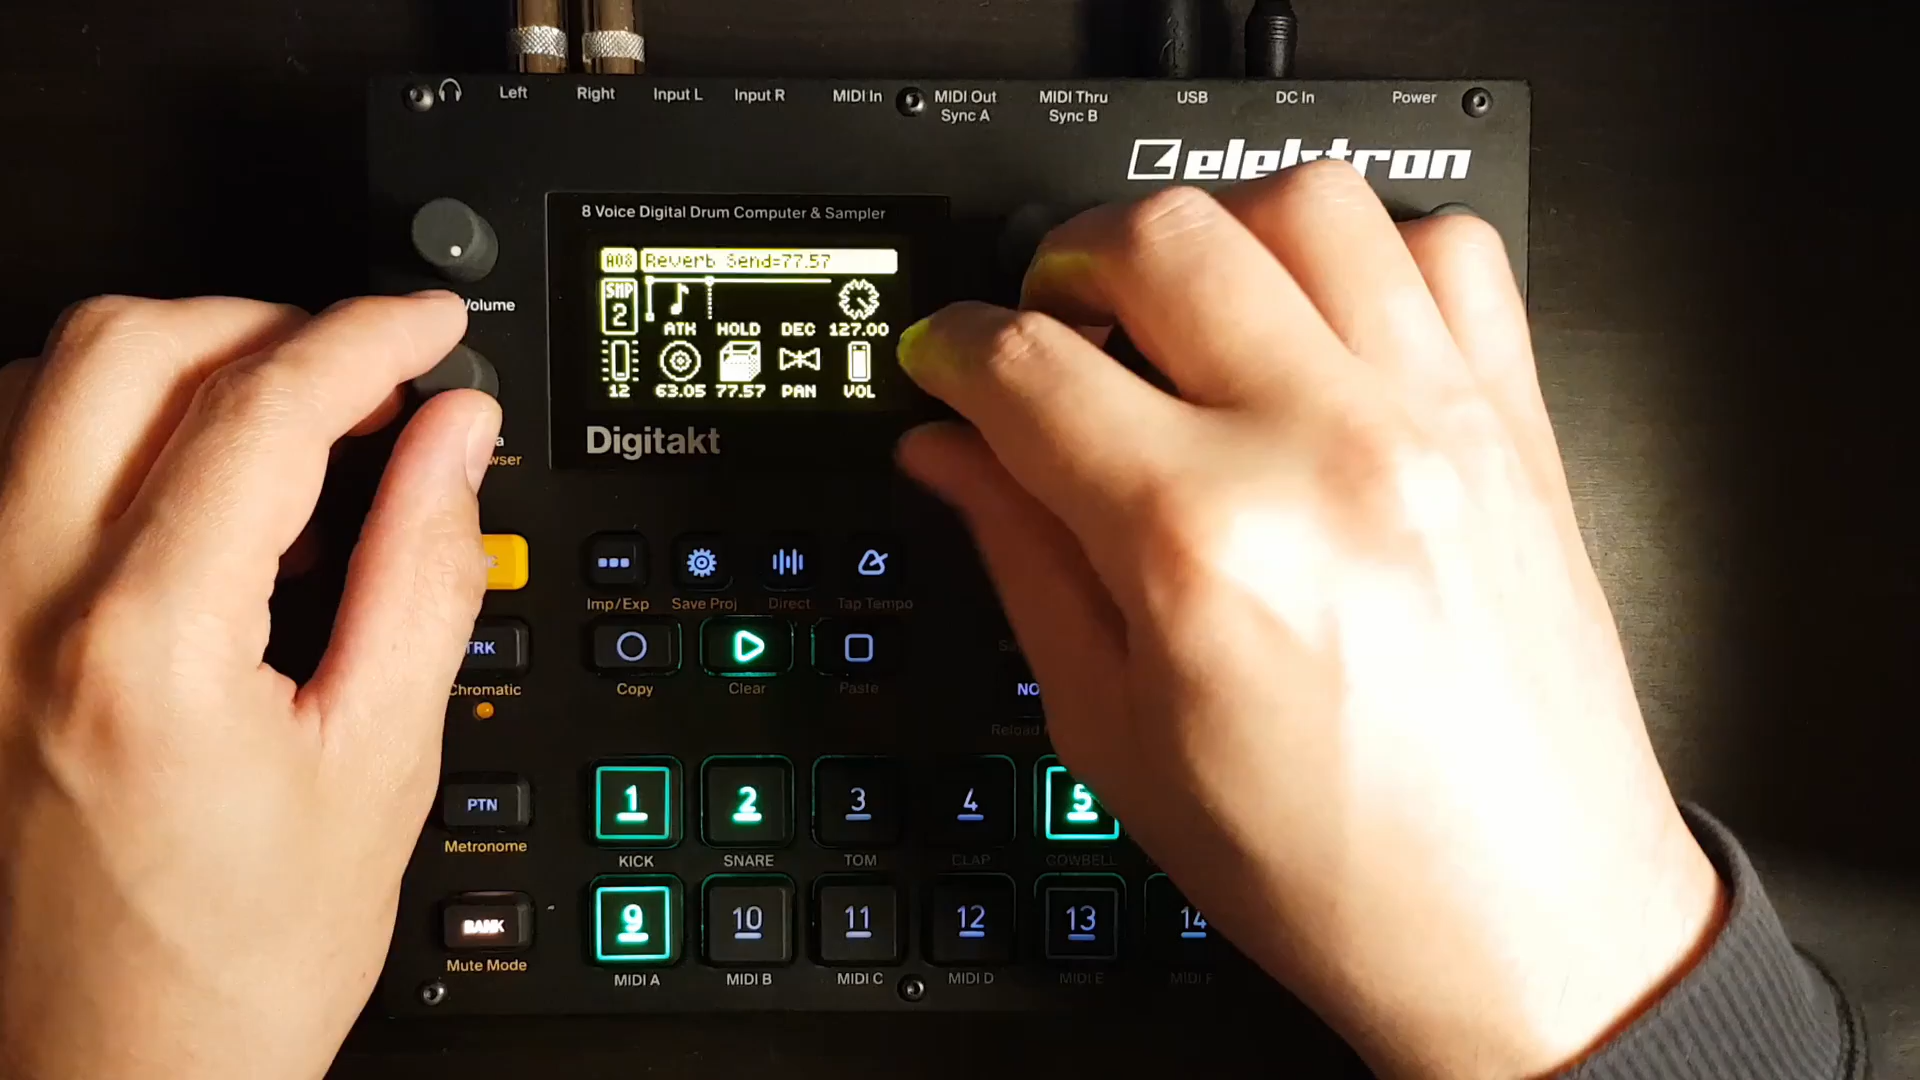 Left Right Input L Input R MIDI In MIDI Out MIDI Thru USB DC In Power
Sync A Sync B
elektron
8 Voice Digital Drum Computer & Sampler
Volume
A08 Reverb Send=77.57
SMP
2
ATK HOLD DEC 127.00
12 63.05 77.57 PAN VOL
Digitakt
Imp/Exp Save Proj Direct Tap Tempo
TRK
Copy Clear Paste
Chromatic
NO
Reload
PTN 1 2 3 4 5
Metronome KICK SNARE TOM CLAP COWBELL
BANK 9 10 11 12 13 14
Mute Mode MIDI A MIDI B MIDI C MIDI D MIDI E MIDI F